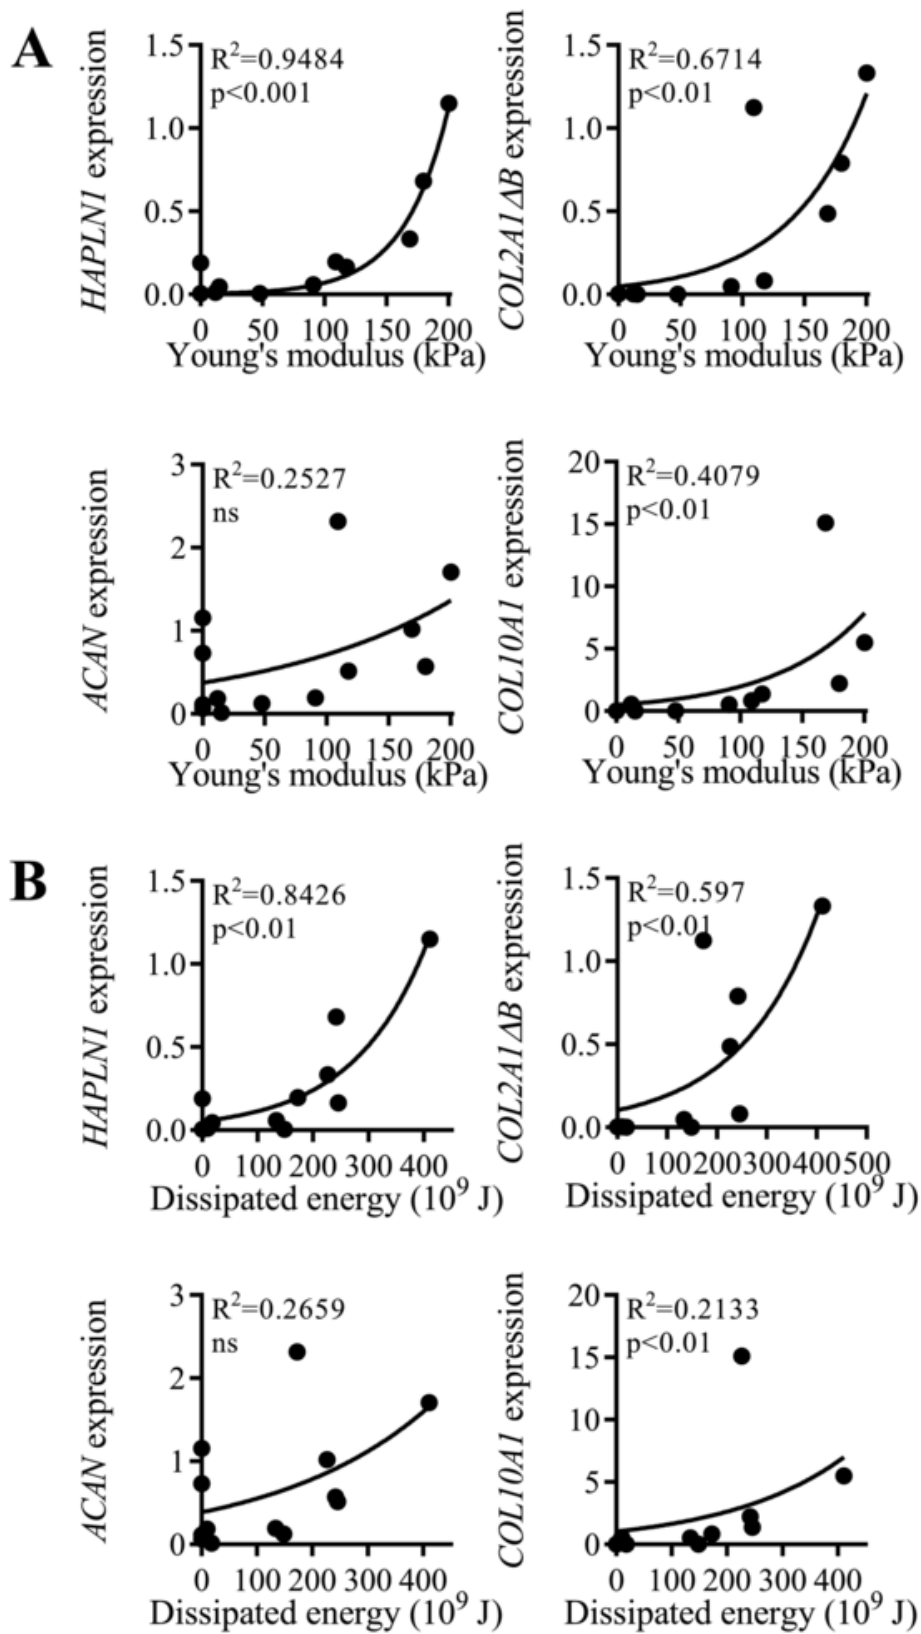 A
HAPLN1 expression
R²=0.9484
p<0.001
1.5
1.0
0.5
0.0
0 50 100 150 200
Young's modulus (kPa)
COL2A1ΔB expression
R²=0.6714
p<0.01
1.5
1.0
0.5
0.0
0 50 100 150 200
Young's modulus (kPa)
ACAN expression
R²=0.2527
ns
3
2
1
0
0 50 100 150 200
Young's modulus (kPa)
COL10A1 expression
R²=0.4079
p<0.01
20
15
10
5
0
0 50 100 150 200
Young's modulus (kPa)
B
HAPLN1 expression
R²=0.8426
p<0.01
1.5
1.0
0.5
0.0
0 100 200 300 400
Dissipated energy (10⁹ J)
COL2A1ΔB expression
R²=0.597
p<0.01
1.5
1.0
0.5
0.0
0 100 200 300 400 500
Dissipated energy (10⁹ J)
ACAN expression
R²=0.2659
ns
3
2
1
0
0 100 200 300 400
Dissipated energy (10⁹ J)
COL10A1 expression
R²=0.2133
p<0.01
20
15
10
5
0
0 100 200 300 400
Dissipated energy (10⁹ J)